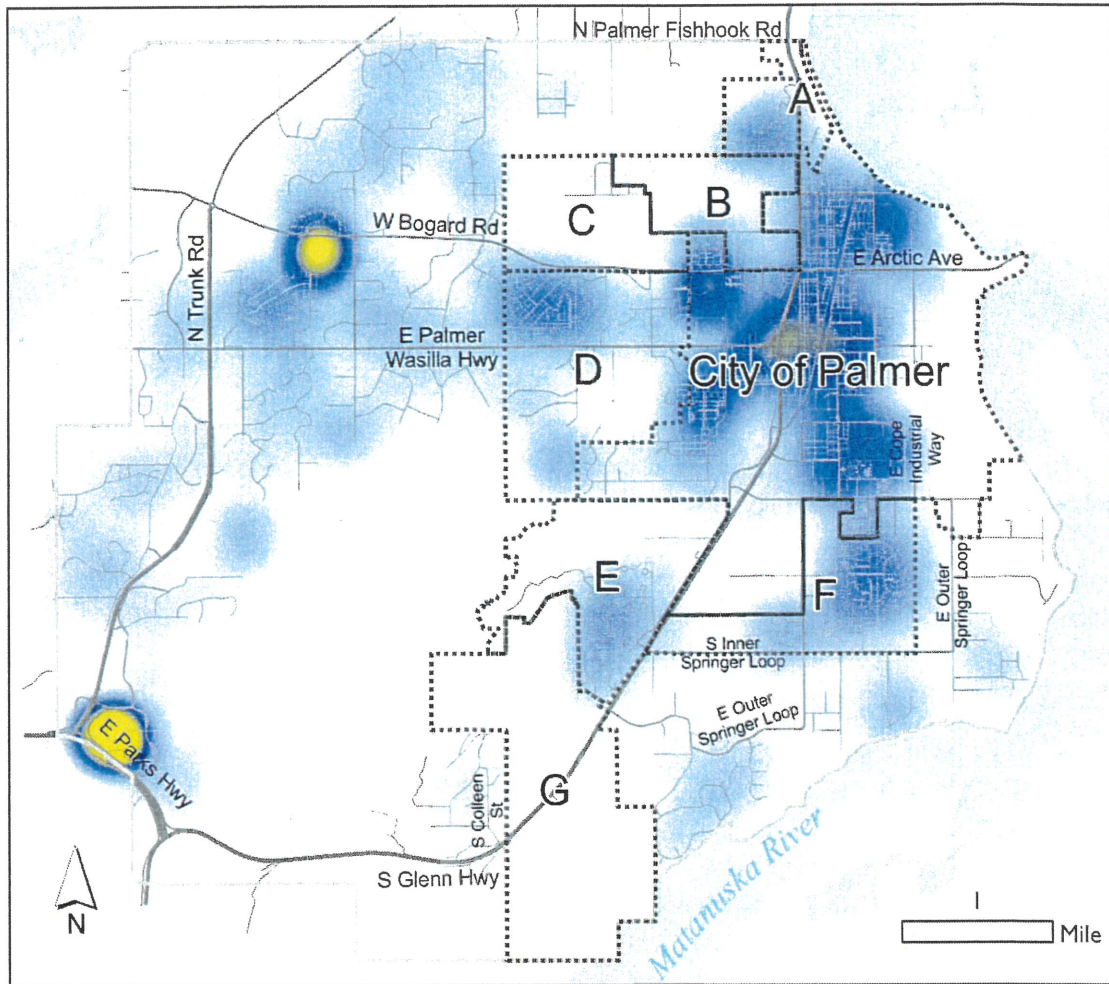 N Palmer Fishhook Rd
A
B
C
W Bogard Rd
N Trunk Rd
E Arctic Ave
E Palmer
Wasilla Hwy
D
City of Palmer
E Cope
Industrial
Way
E
F
E Outer
Springer Loop
S Inner
Springer Loop
E Outer
Springer Loop
E Parks Hwy
S Colleen
St
G
S Glenn Hwy
Matanuska River
N
1
Mile